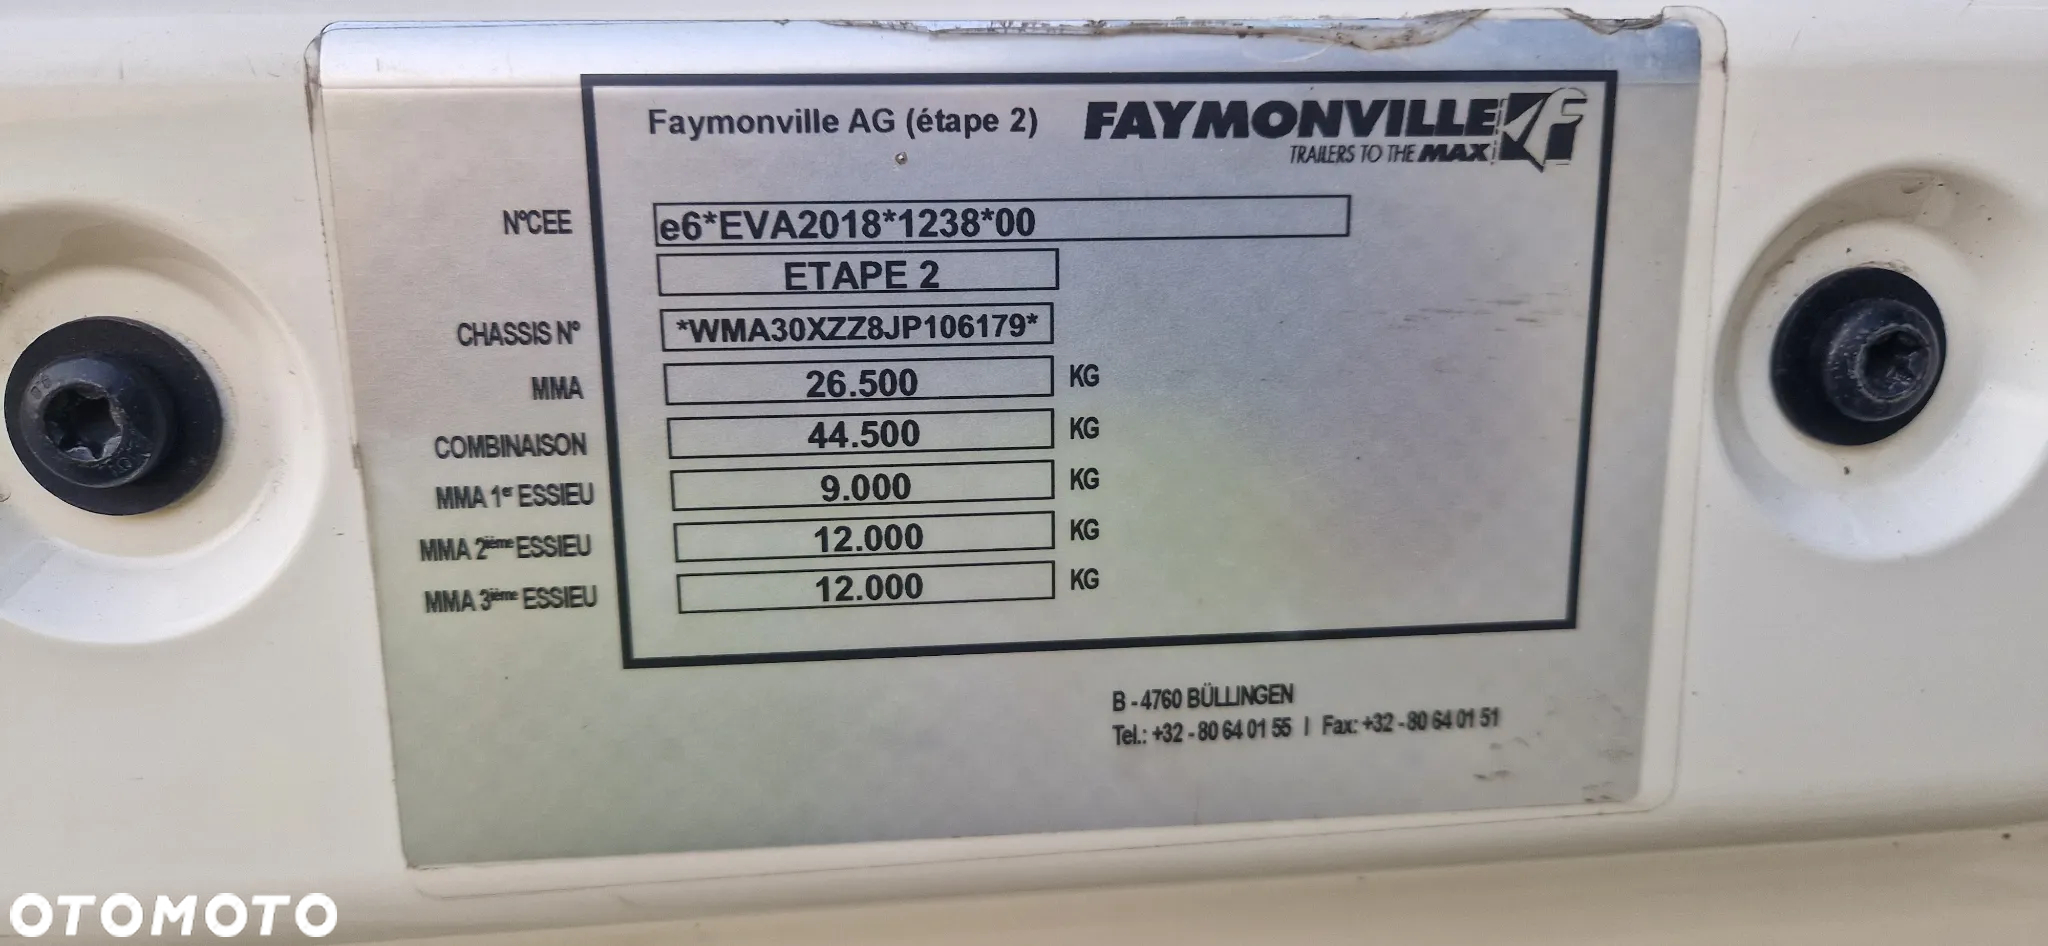 Faymonville AG (étape 2)
FAYMONVILLE
TRAILERS TO THE MAX
N°CEE e6*EVA2018*1238*00
ETAPE 2
CHASSIS N° *WMA30XZZ8JP106179*
MMA 26.500 KG
COMBINAISON 44.500 KG
MMA 1er ESSIEU 9.000 KG
MMA 2ième ESSIEU 12.000 KG
MMA 3ième ESSIEU 12.000 KG
B - 4760 BÜLLINGEN
Tel.: +32 - 80 64 01 55 I Fax: +32 - 80 64 01 51
OTOMOTO